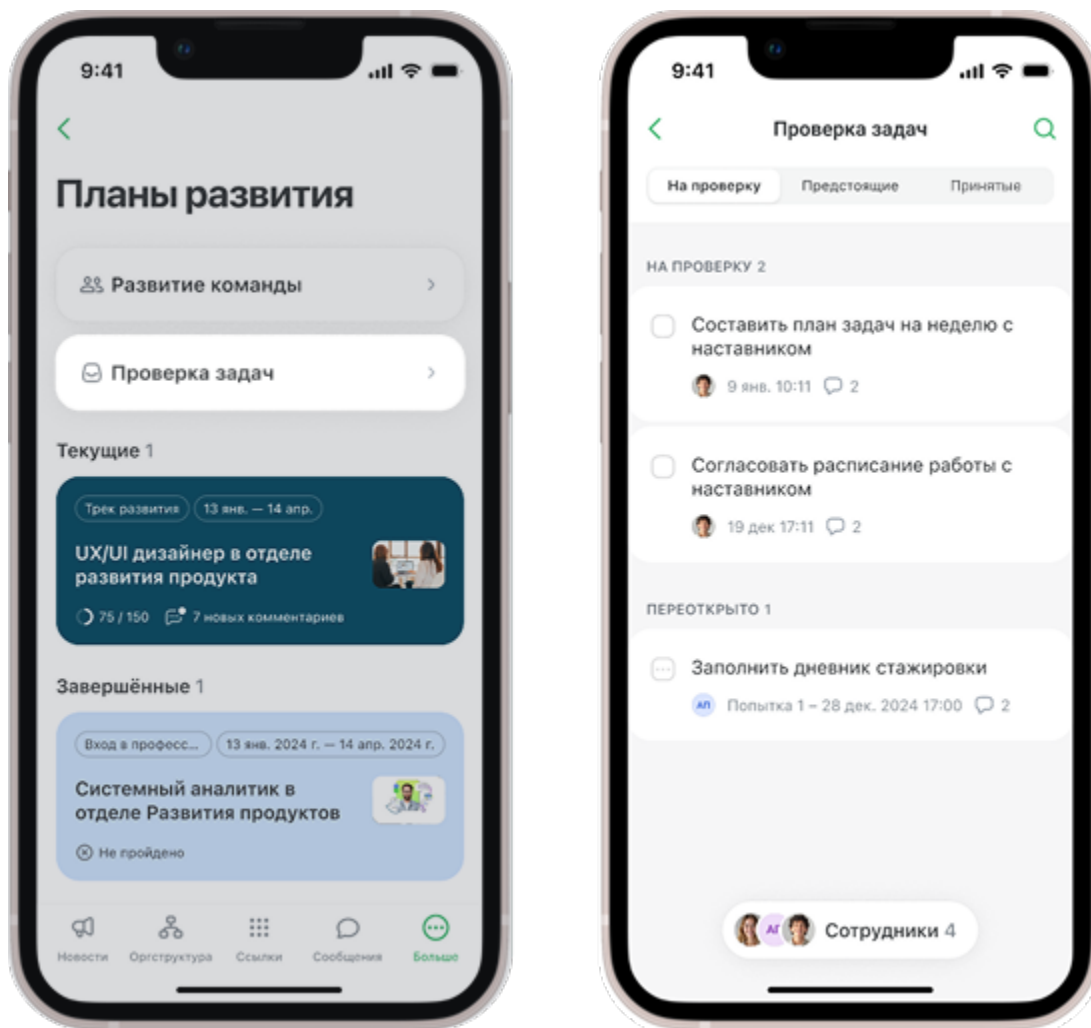 9:41
Планы развития
Развитие команды
Проверка задач
Текущие 1
Трек развития
13 янв. — 14 апр.
UX/UI дизайнер в отделе
развития продукта
75 / 150
7 новых комментариев
Завершённые 1
Вход в професс...
13 янв. 2024 г. — 14 апр. 2024 г.
Системный аналитик в
отделе Развития продуктов
Не пройдено
Новости
Оргструктура
Ссылки
Сообщения
Больше
9:41
Проверка задач
На проверку
Предстоящие
Принятые
НА ПРОВЕРКУ 2
Составить план задач на неделю с
наставником
9 янв. 10:11
2
Согласовать расписание работы с
наставником
19 дек 17:11
2
ПЕРЕОТКРЫТО 1
Заполнить дневник стажировки
АП
Попытка 1 – 28 дек. 2024 17:00
2
Сотрудники 4